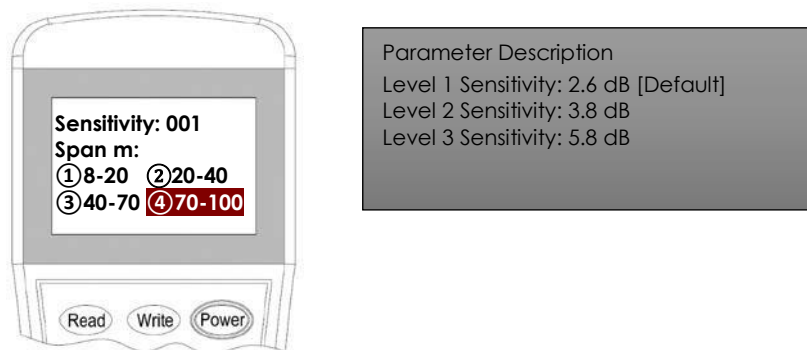 Sensitivity: 001
Span m:
①8-20 ②20-40
③40-70 ④70-100
Read Write Power
Parameter Description
Level 1 Sensitivity: 2.6 dB [Default]
Level 2 Sensitivity: 3.8 dB
Level 3 Sensitivity: 5.8 dB